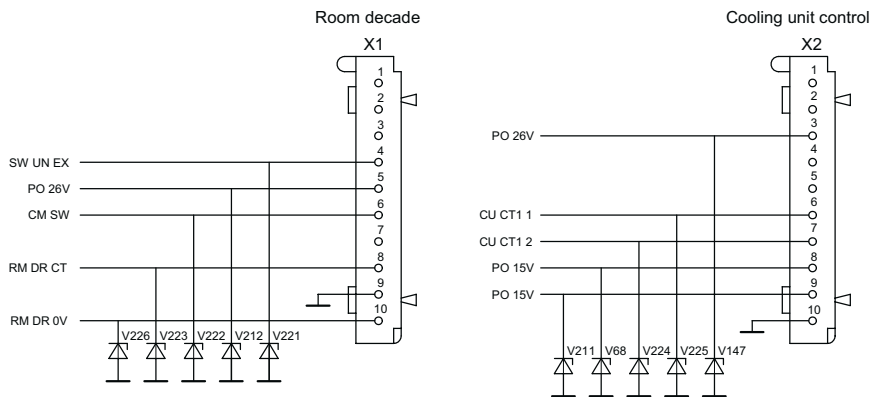 Room decade
X1
1
2
3
4
5
6
7
8
9
10
SW UN EX
PO 26V
CM SW
RM DR CT
RM DR 0V
V226
V223
V222
V212
V221
Cooling unit control
X2
1
2
3
4
5
6
7
8
9
10
PO 26V
CU CT1 1
CU CT1 2
PO 15V
PO 15V
V211
V68
V224
V225
V147